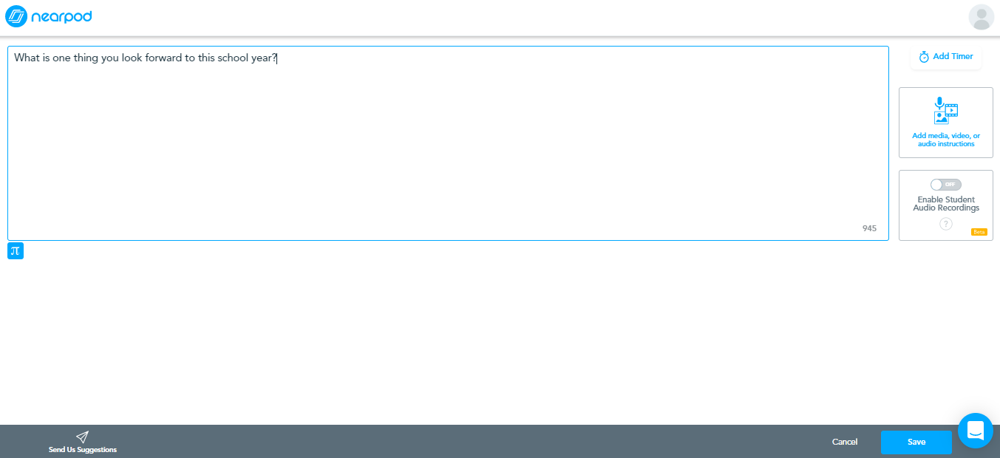 nearpod
What is one thing you look forward to this school year?
Add Timer
Add media, video, or
audio instructions
OFF
Enable Student
Audio Recordings
?
Beta
945
π
Send Us Suggestions
Cancel
Save